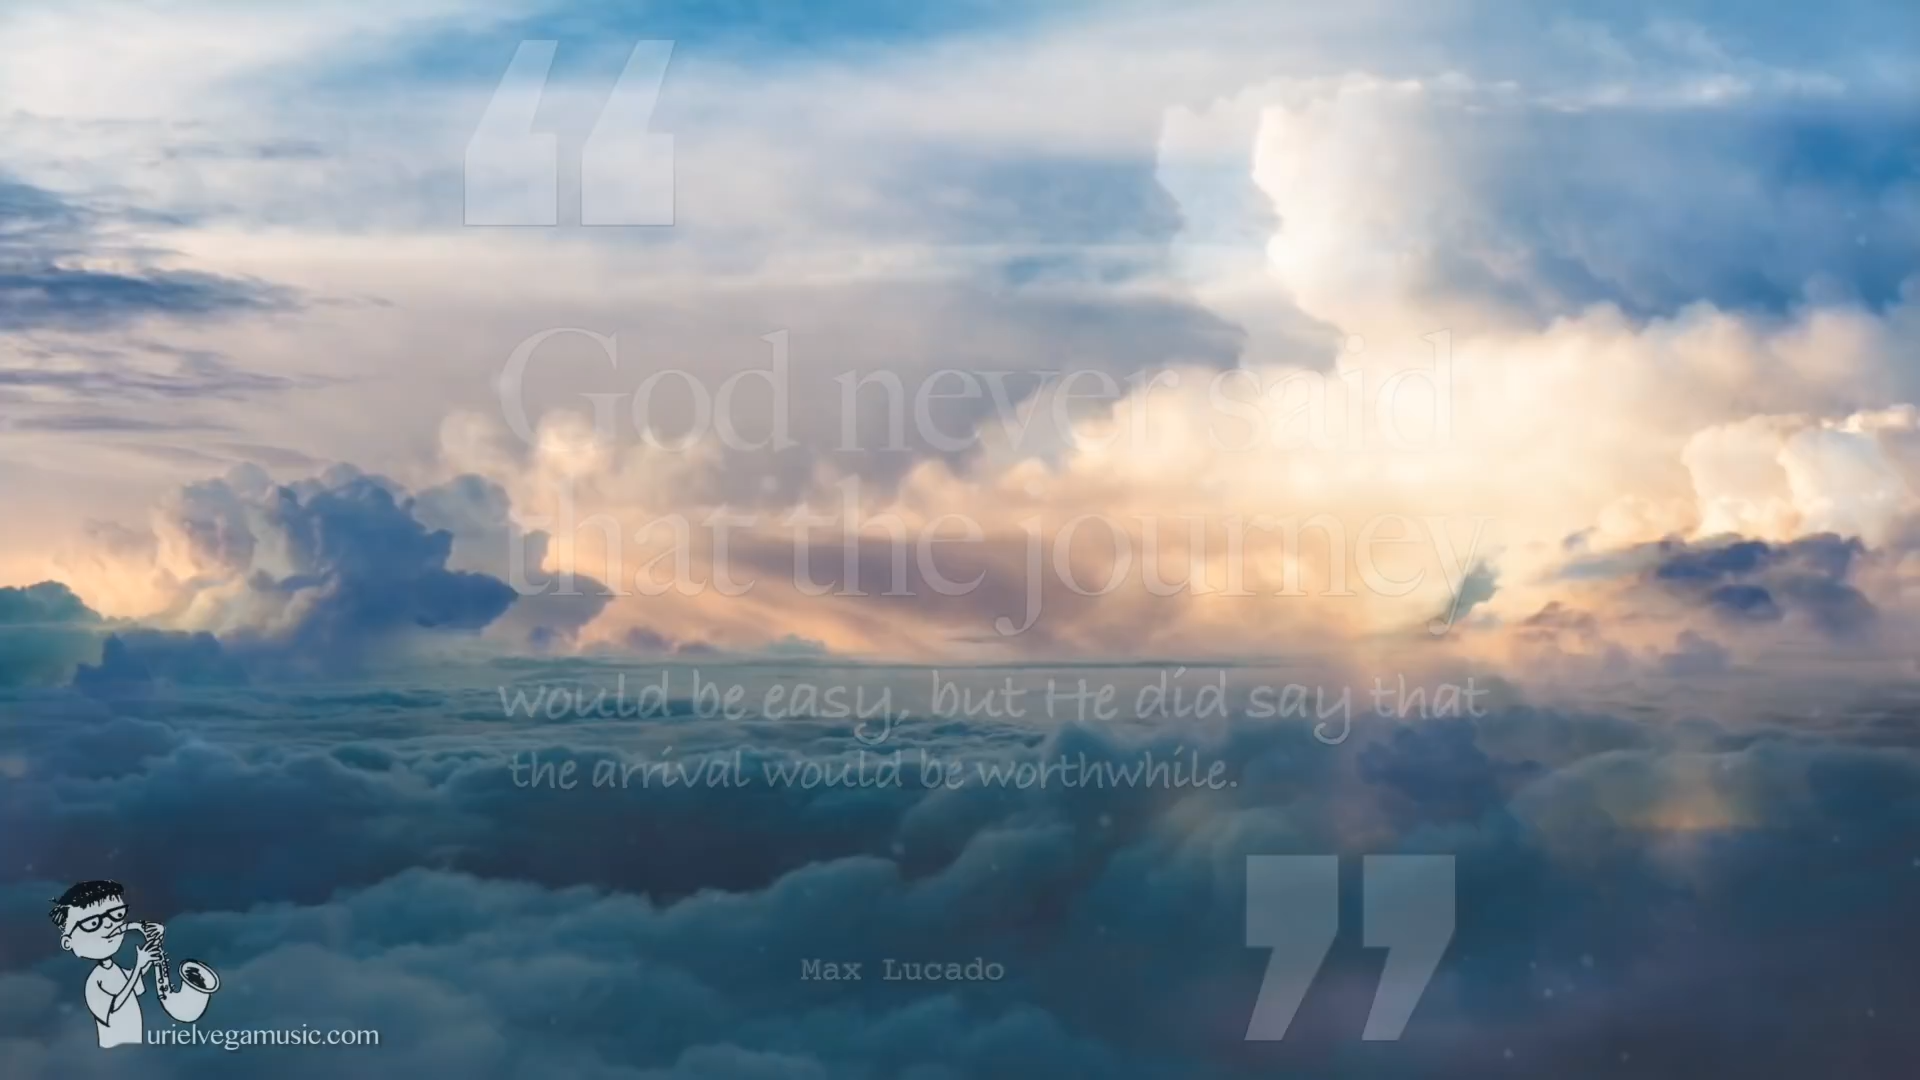 “
God never said
that the journey
would be easy, but He did say that
the arrival would be worthwhile.
”
Max Lucado
urielvegamusic.com